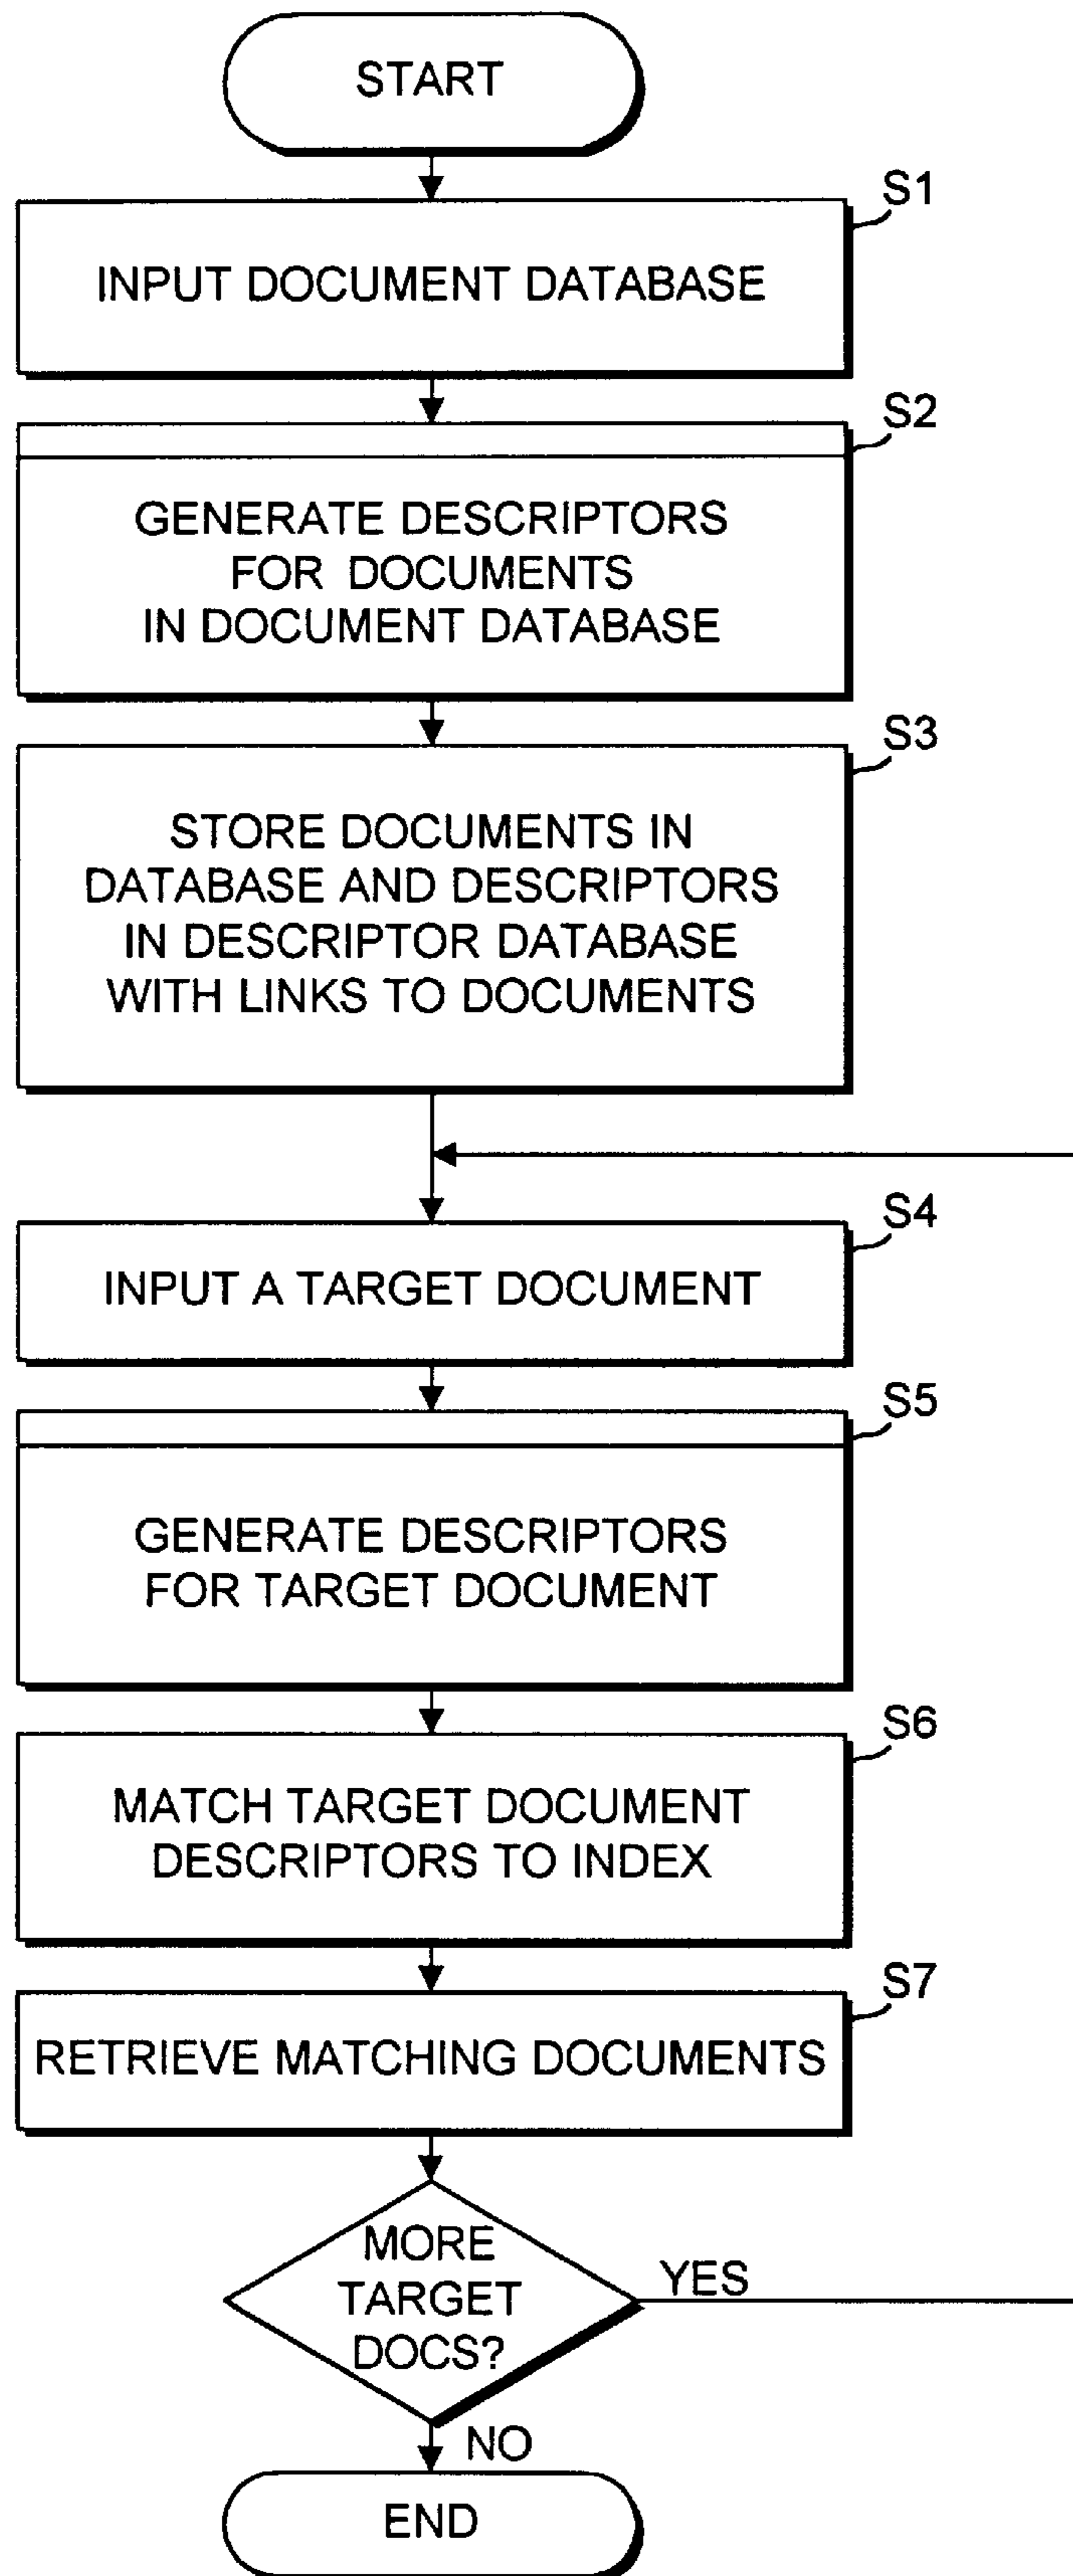 START
S1
INPUT DOCUMENT DATABASE
S2
GENERATE DESCRIPTORS
FOR DOCUMENTS
IN DOCUMENT DATABASE
S3
STORE DOCUMENTS IN
DATABASE AND DESCRIPTORS
IN DESCRIPTOR DATABASE
WITH LINKS TO DOCUMENTS
S4
INPUT A TARGET DOCUMENT
S5
GENERATE DESCRIPTORS
FOR TARGET DOCUMENT
S6
MATCH TARGET DOCUMENT
DESCRIPTORS TO INDEX
S7
RETRIEVE MATCHING DOCUMENTS
MORE
TARGET
DOCS?
YES
NO
END